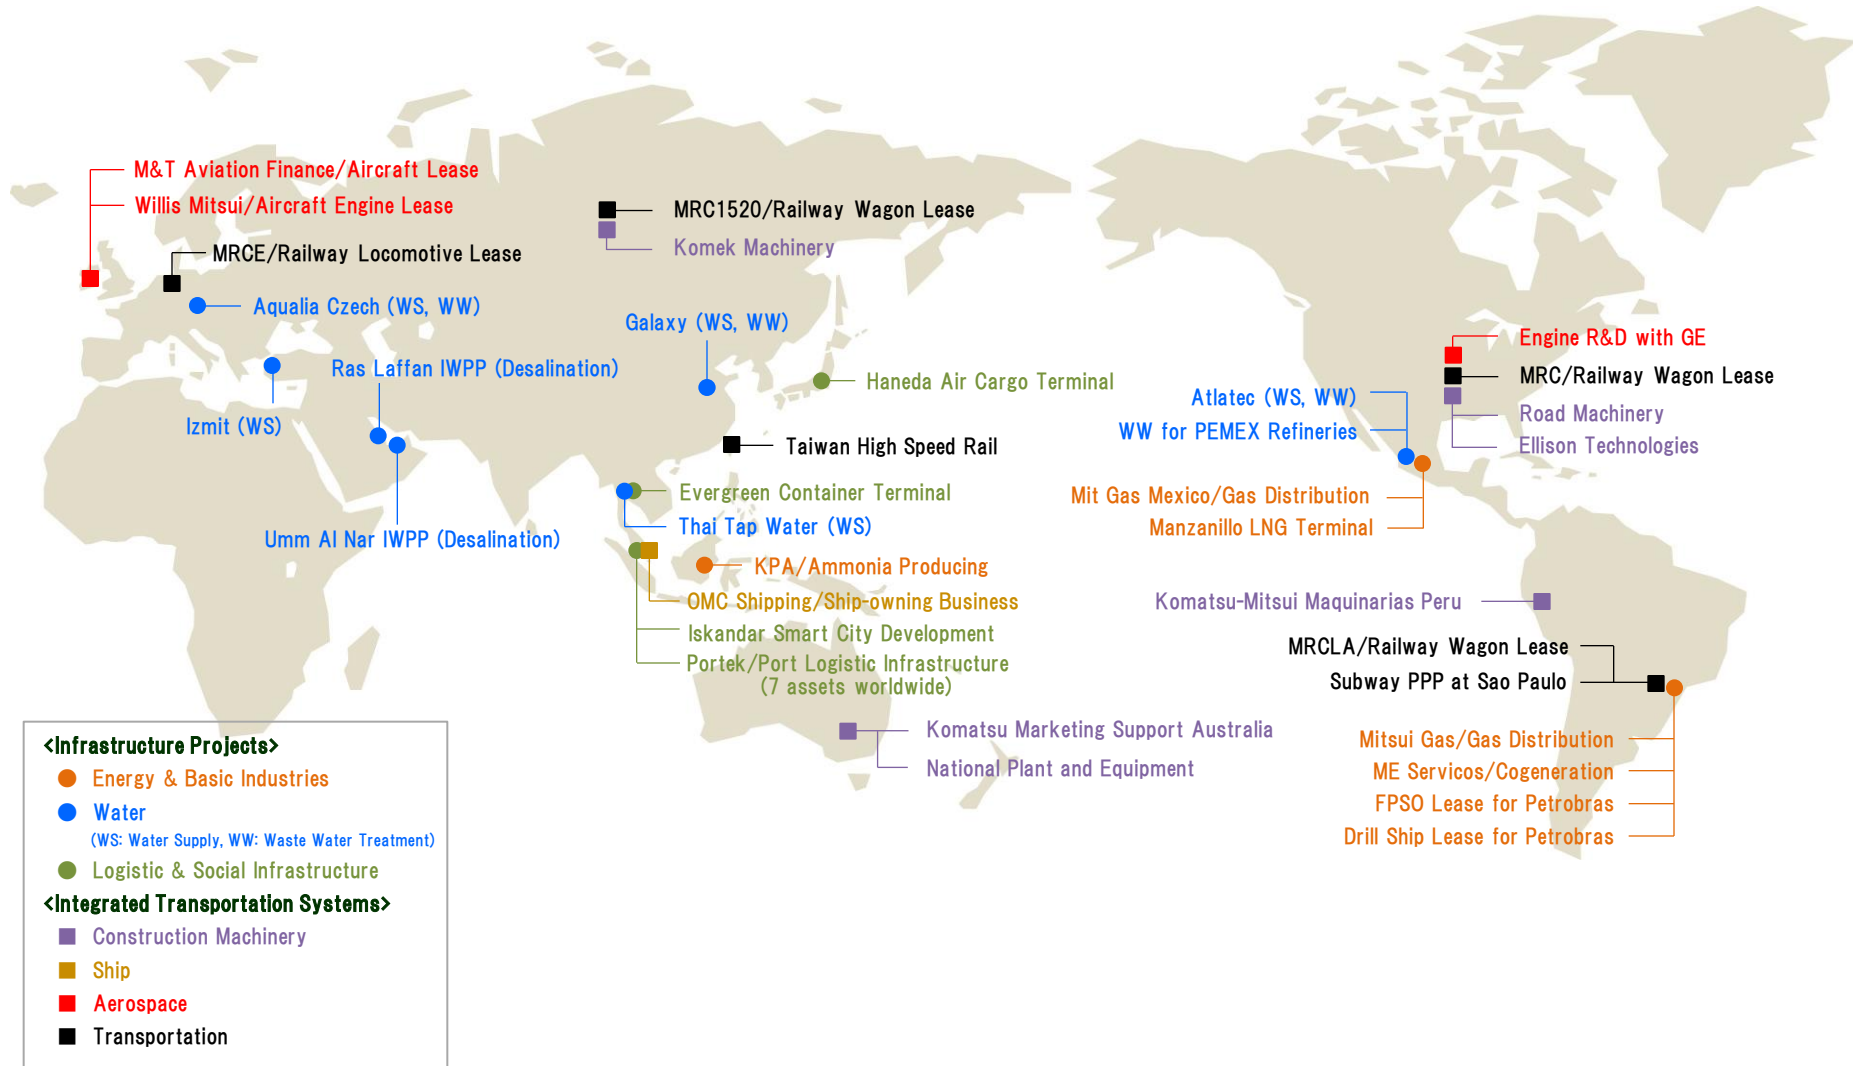 M&T Aviation Finance/Aircraft Lease
Willis Mitsui/Aircraft Engine Lease
MRCE/Railway Locomotive Lease
Aqualia Czech (WS, WW)
Izmit (WS)
Ras Laffan IWPP (Desalination)
Umm Al Nar IWPP (Desalination)
MRC1520/Railway Wagon Lease
Komek Machinery
Galaxy (WS, WW)
Haneda Air Cargo Terminal
Taiwan High Speed Rail
Evergreen Container Terminal
Thai Tap Water (WS)
KPA/Ammonia Producing
OMC Shipping/Ship-owning Business
Iskandar Smart City Development
Portek/Port Logistic Infrastructure
(7 assets worldwide)
Komatsu Marketing Support Australia
National Plant and Equipment
Engine R&D with GE
MRC/Railway Wagon Lease
Road Machinery
Ellison Technologies
Atlatec (WS, WW)
WW for PEMEX Refineries
Mit Gas Mexico/Gas Distribution
Manzanillo LNG Terminal
Komatsu-Mitsui Maquinarias Peru
MRCLA/Railway Wagon Lease
Subway PPP at Sao Paulo
Mitsui Gas/Gas Distribution
ME Servicos/Cogeneration
FPSO Lease for Petrobras
Drill Ship Lease for Petrobras
<Infrastructure Projects>
Energy & Basic Industries
Water
(WS: Water Supply, WW: Waste Water Treatment)
Logistic & Social Infrastructure
<Integrated Transportation Systems>
Construction Machinery
Ship
Aerospace
Transportation